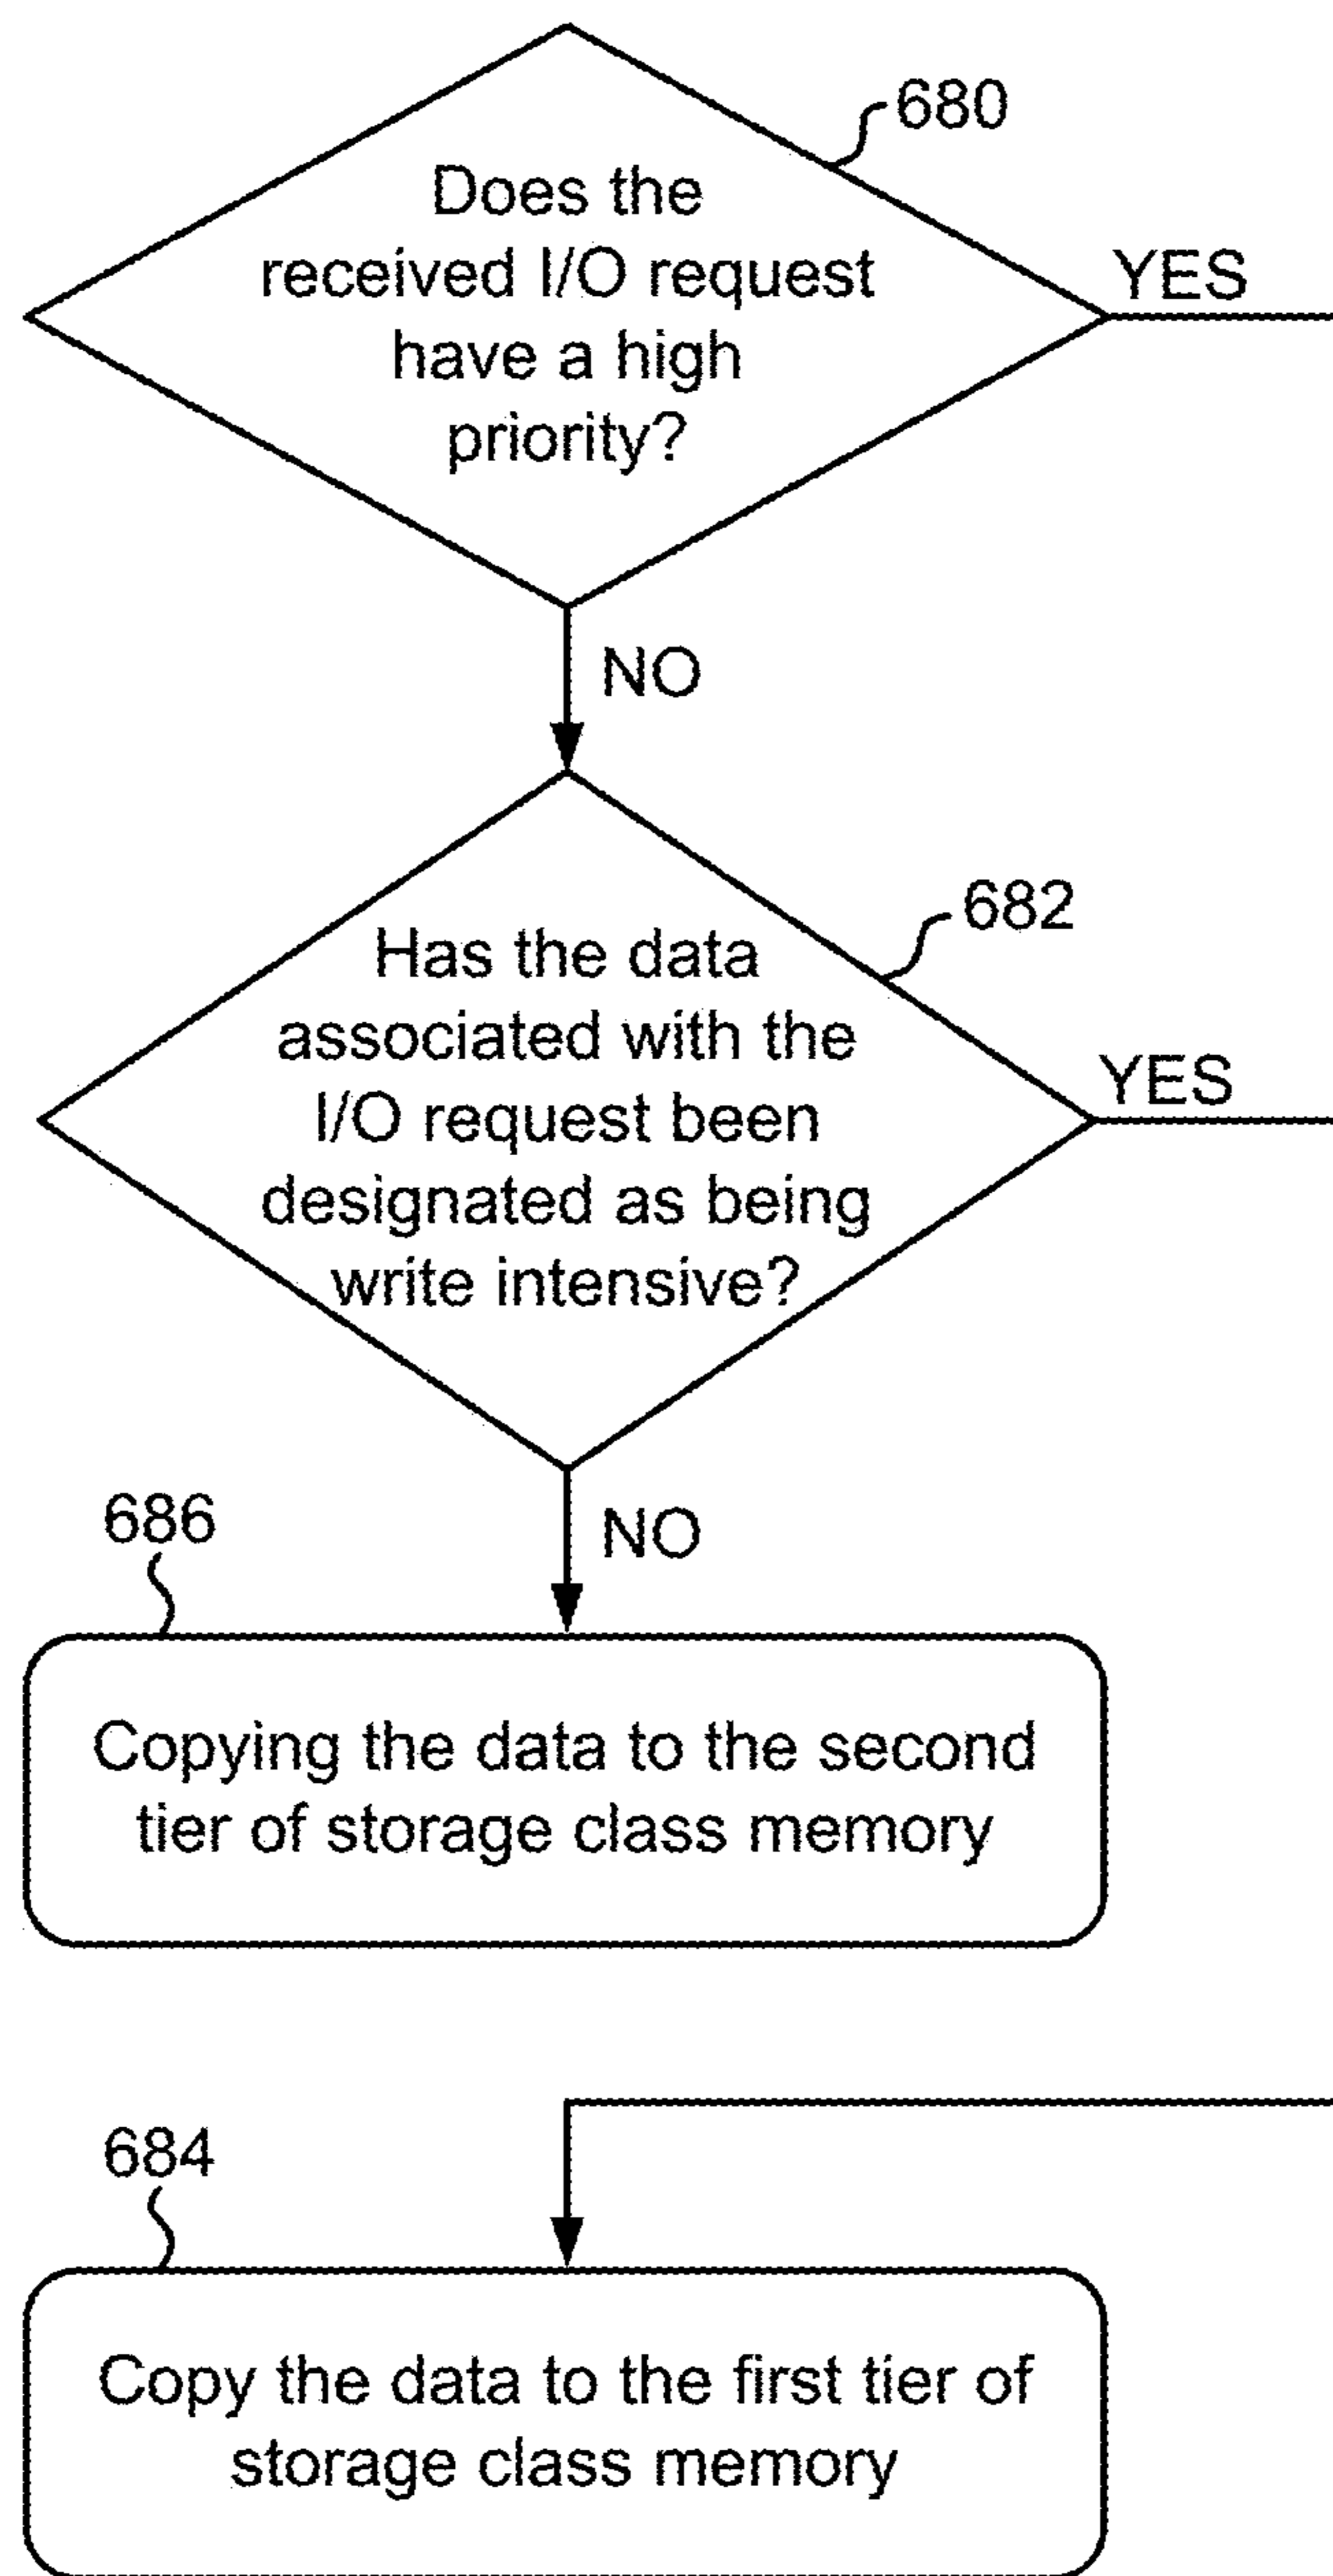 680
Does the
received I/O request
have a high
priority?
YES
NO
682
Has the data
associated with the
I/O request been
designated as being
write intensive?
YES
NO
686
Copying the data to the second
tier of storage class memory
684
Copy the data to the first tier of
storage class memory